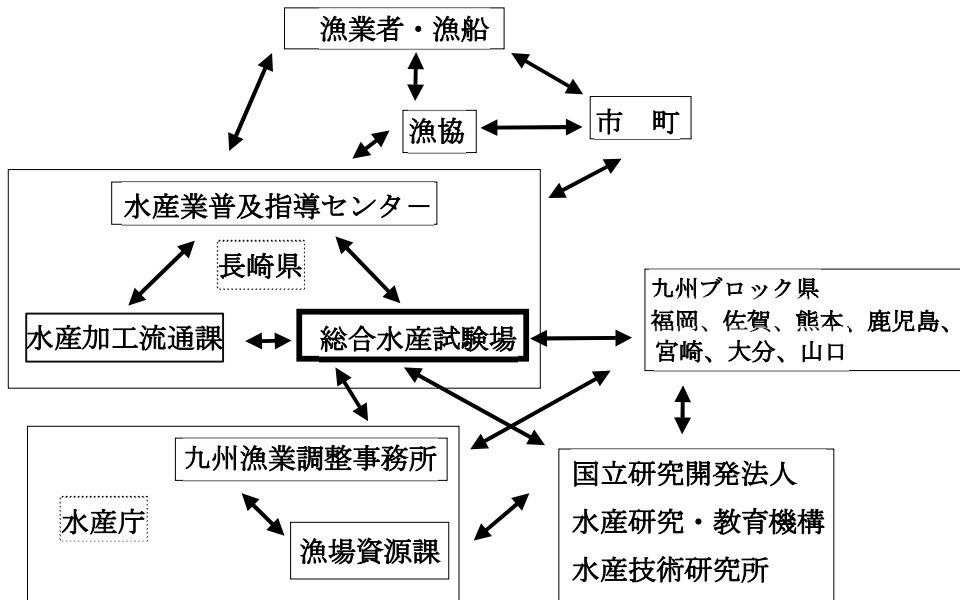 漁業者・漁船
漁協
市　町
水産業普及指導センター
長崎県
水産加工流通課
総合水産試験場
九州ブロック県
福岡、佐賀、熊本、鹿児島、
宮崎、大分、山口
九州漁業調整事務所
水産庁
漁場資源課
国立研究開発法人
水産研究・教育機構
水産技術研究所